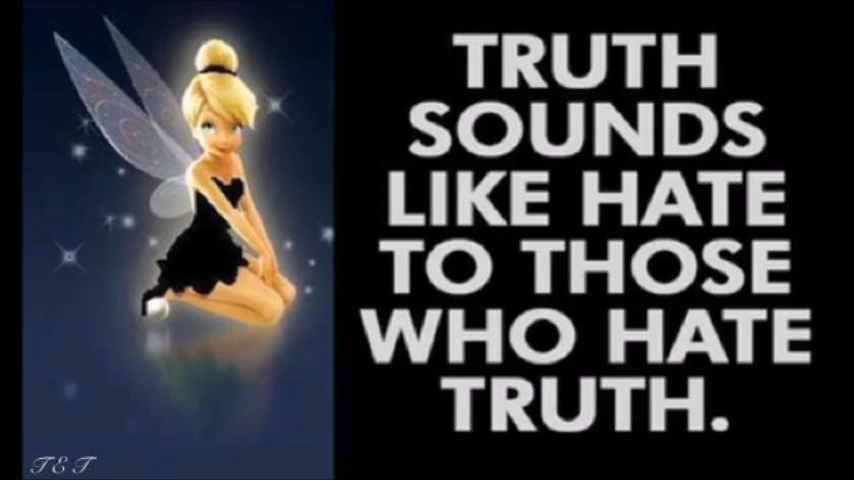 TRUTH
SOUNDS
LIKE HATE
TO THOSE
WHO HATE
TRUTH.
T&T